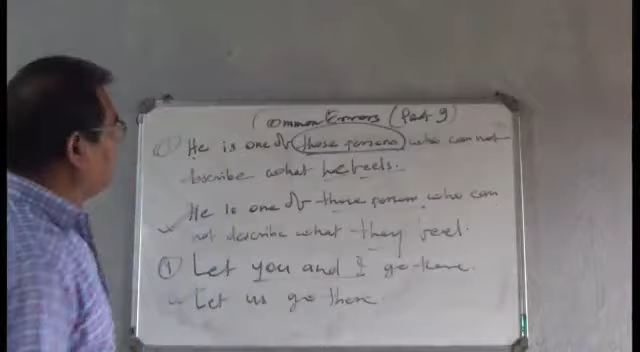 Common Errors (Part 9)
① He is one of those persons who can not
describe what he feels.
He is one of those persons who can
not describe what they feel.
① Let you and I go there.
Let us go there.